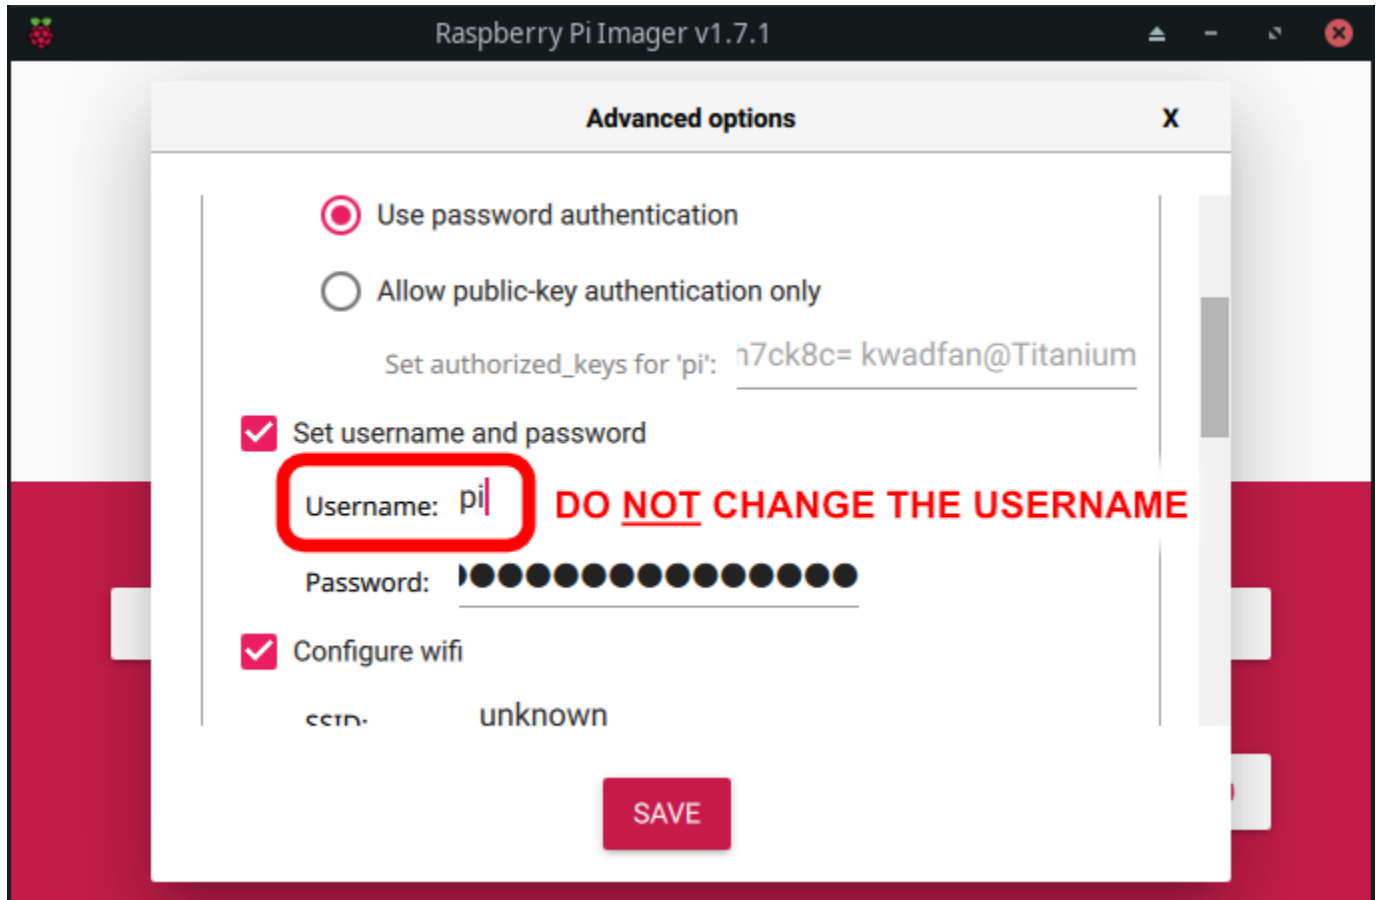 Raspberry Pi Imager v1.7.1
Advanced options
X
Use password authentication
Allow public-key authentication only
Set authorized_keys for 'pi': h7ck8c= kwadfan@Titanium
Set username and password
Username: pi DO NOT CHANGE THE USERNAME
Password: ●●●●●●●●●●●●●●
Configure wifi
SSID: unknown
SAVE